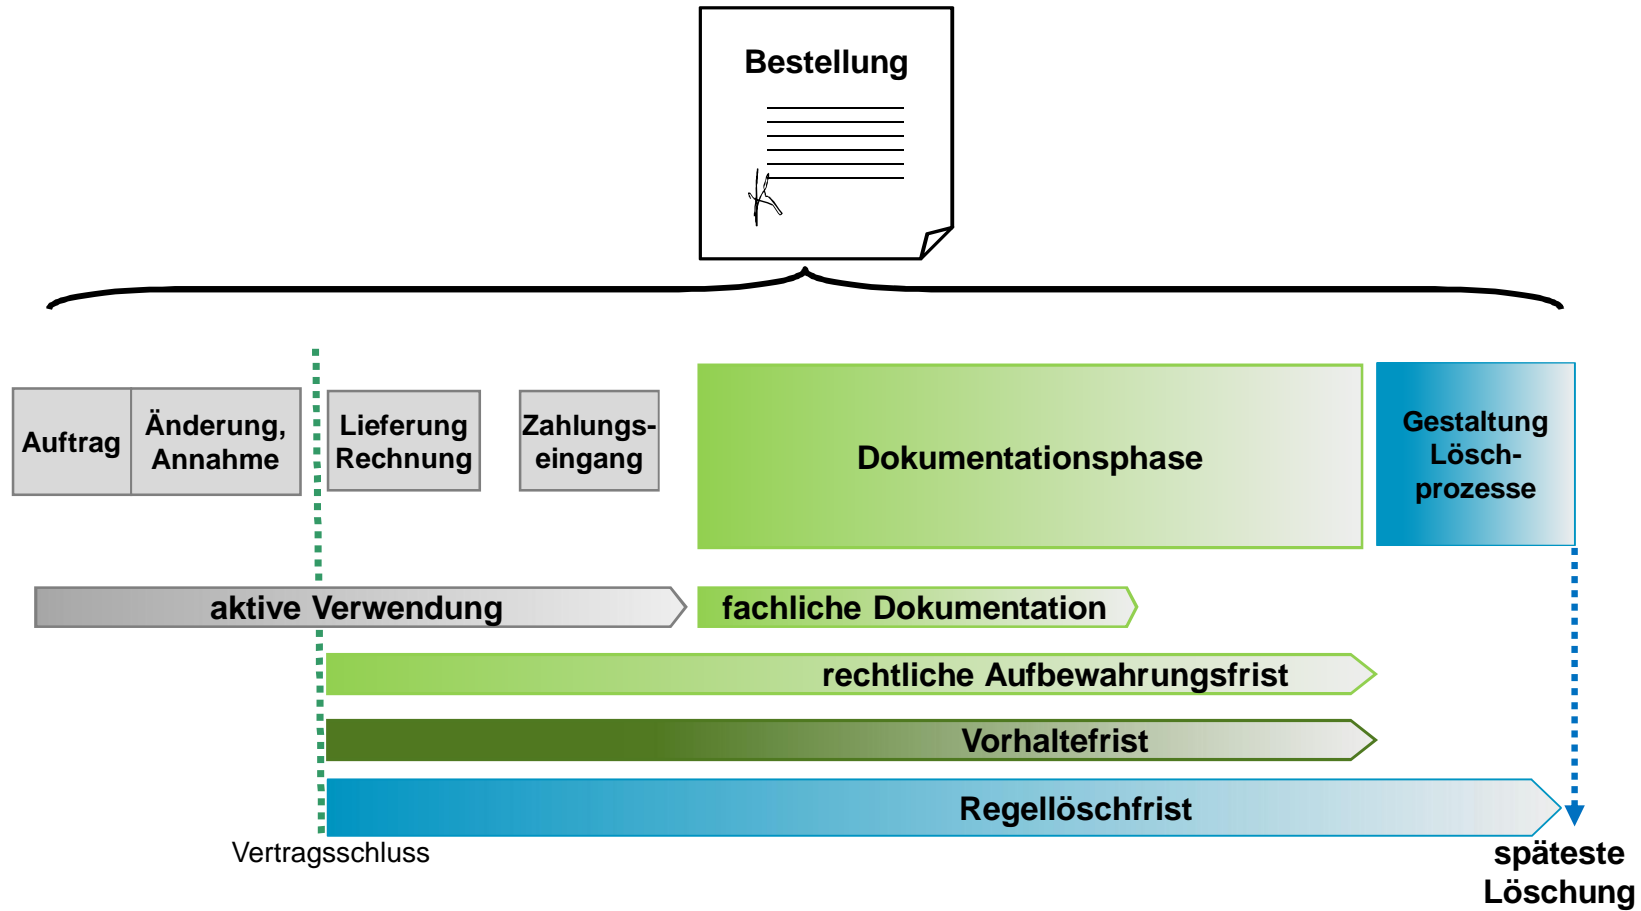 Bestellung
Auftrag
Änderung,
Annahme
Lieferung
Rechnung
Zahlungs-
eingang
Dokumentationsphase
Gestaltung
Lösch-
prozesse
aktive Verwendung
fachliche Dokumentation
rechtliche Aufbewahrungsfrist
Vorhaltefrist
Regellöschfrist
Vertragsschluss
späteste
Löschung